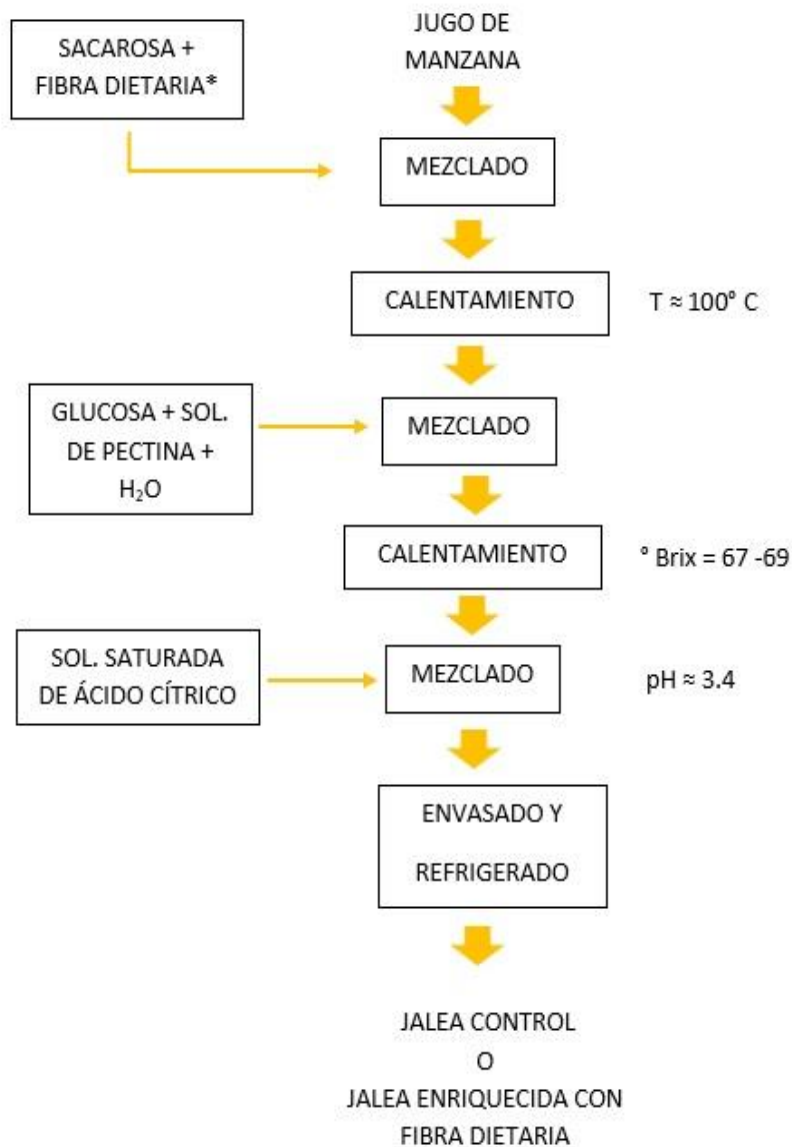 JUGO DE
MANZANA
SACAROSA +
FIBRA DIETARIA*
MEZCLADO
CALENTAMIENTO
T ≈ 100° C
GLUCOSA + SOL.
DE PECTINA +
H₂O
MEZCLADO
CALENTAMIENTO
° Brix = 67 -69
SOL. SATURADA
DE ÁCIDO CÍTRICO
MEZCLADO
pH ≈ 3.4
ENVASADO Y
REFRIGERADO
JALEA CONTROL
O
JALEA ENRIQUECIDA CON
FIBRA DIETARIA